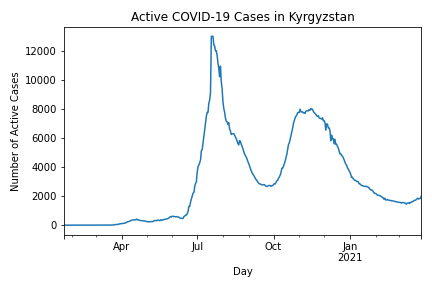 Active COVID-19 Cases in Kyrgyzstan
Number of Active Cases
12000
10000
8000
6000
4000
2000
0
Apr
Jul
Oct
Jan
2021
Day